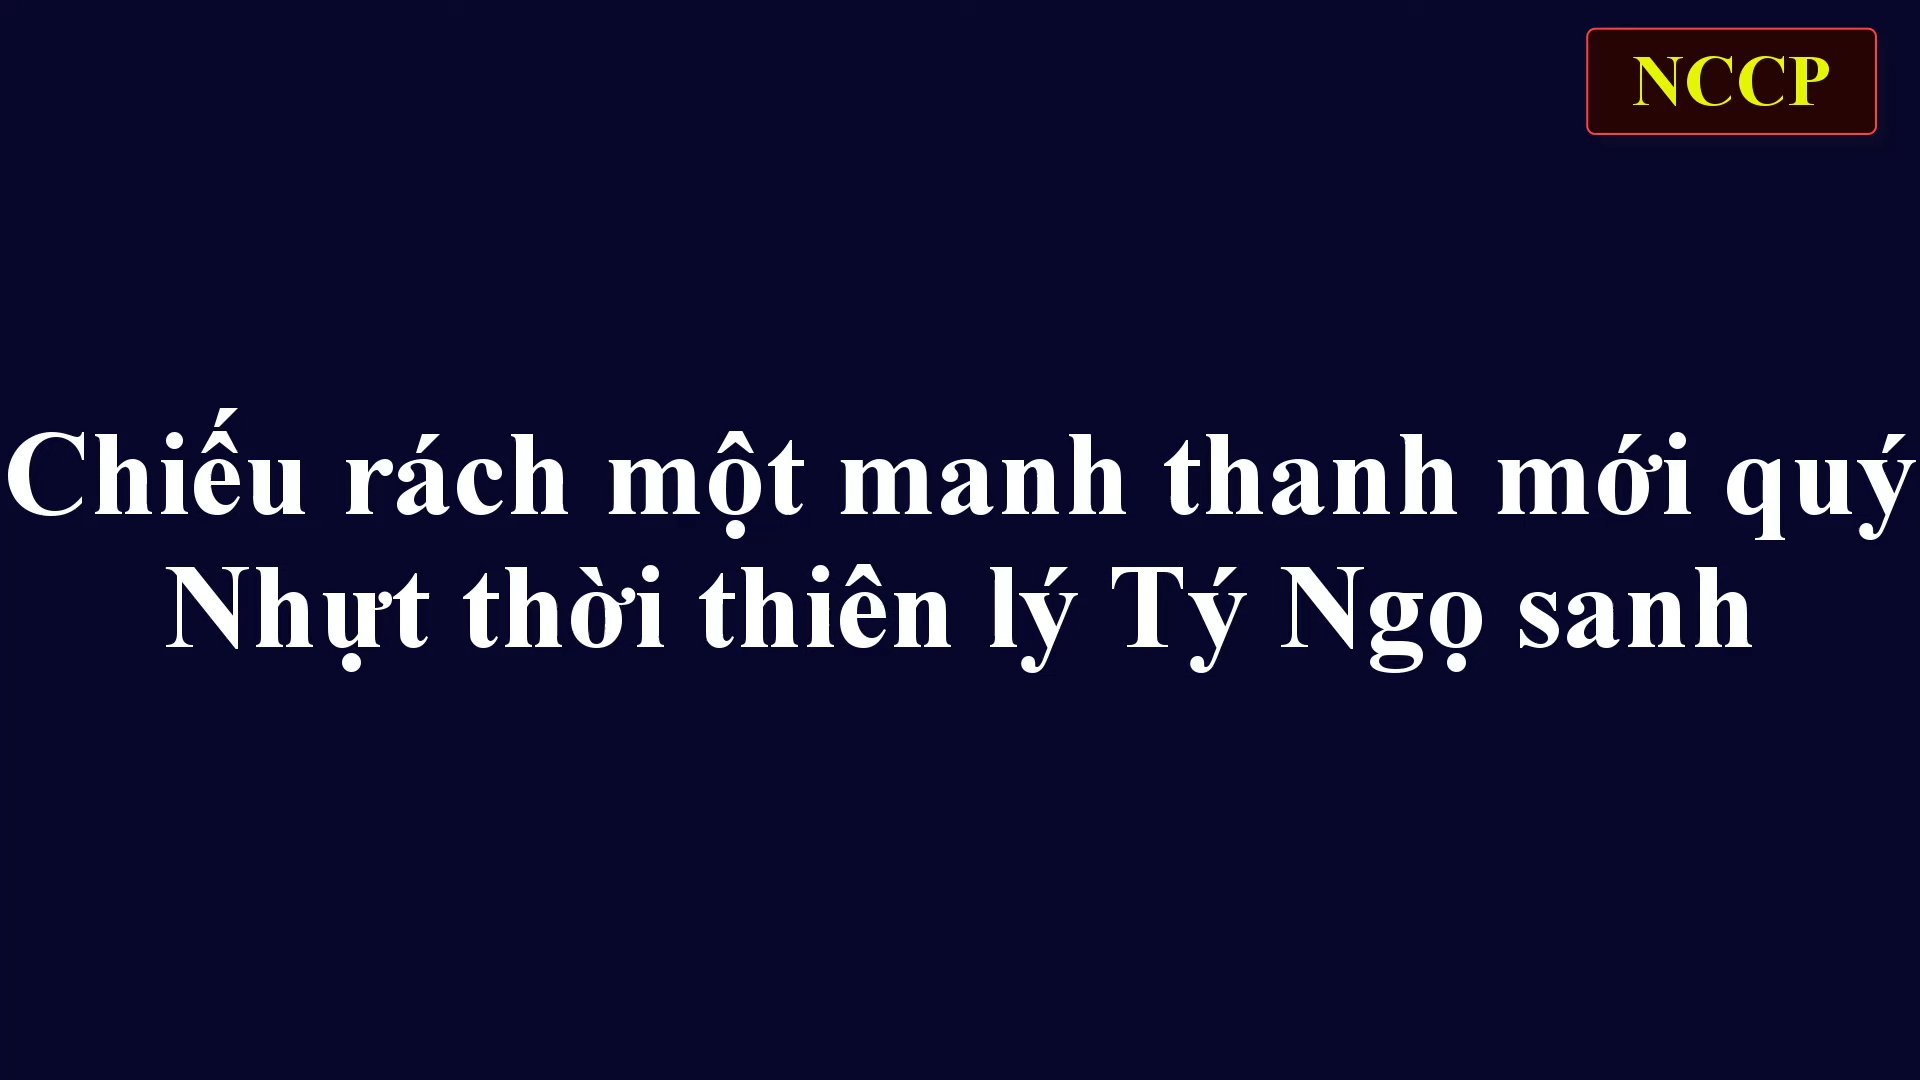 NCCP
Chiếu rách một manh thanh mới quý
Nhựt thời thiên lý Tý Ngọ sanh